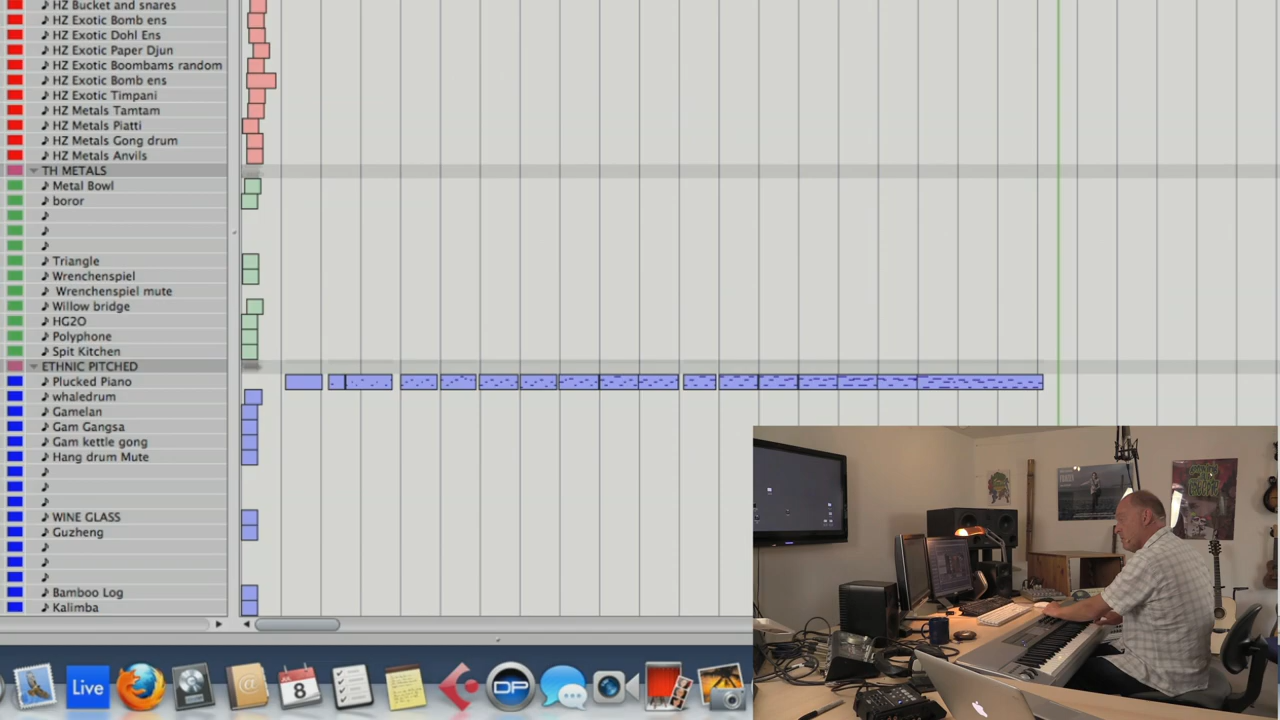 HZ Bucket and snares
HZ Exotic Bomb ens
HZ Exotic Dohl Ens
HZ Exotic Paper Djun
HZ Exotic Boombams random
HZ Exotic Bomb ens
HZ Exotic Timpani
HZ Metals Tamtam
HZ Metals Piatti
HZ Metals Gong drum
HZ Metals Anvils
TH METALS
Metal Bowl
boror
Triangle
Wrenchenspiel
Wrenchenspiel mute
Willow bridge
HG2O
Polyphone
Spit Kitchen
ETHNIC PITCHED
Plucked Piano
whaledrum
Gamelan
Gam Gangsa
Gam kettle gong
Hang drum Mute
WINE GLASS
Guzheng
Bamboo Log
Kalimba
Live
JUL
8
DP